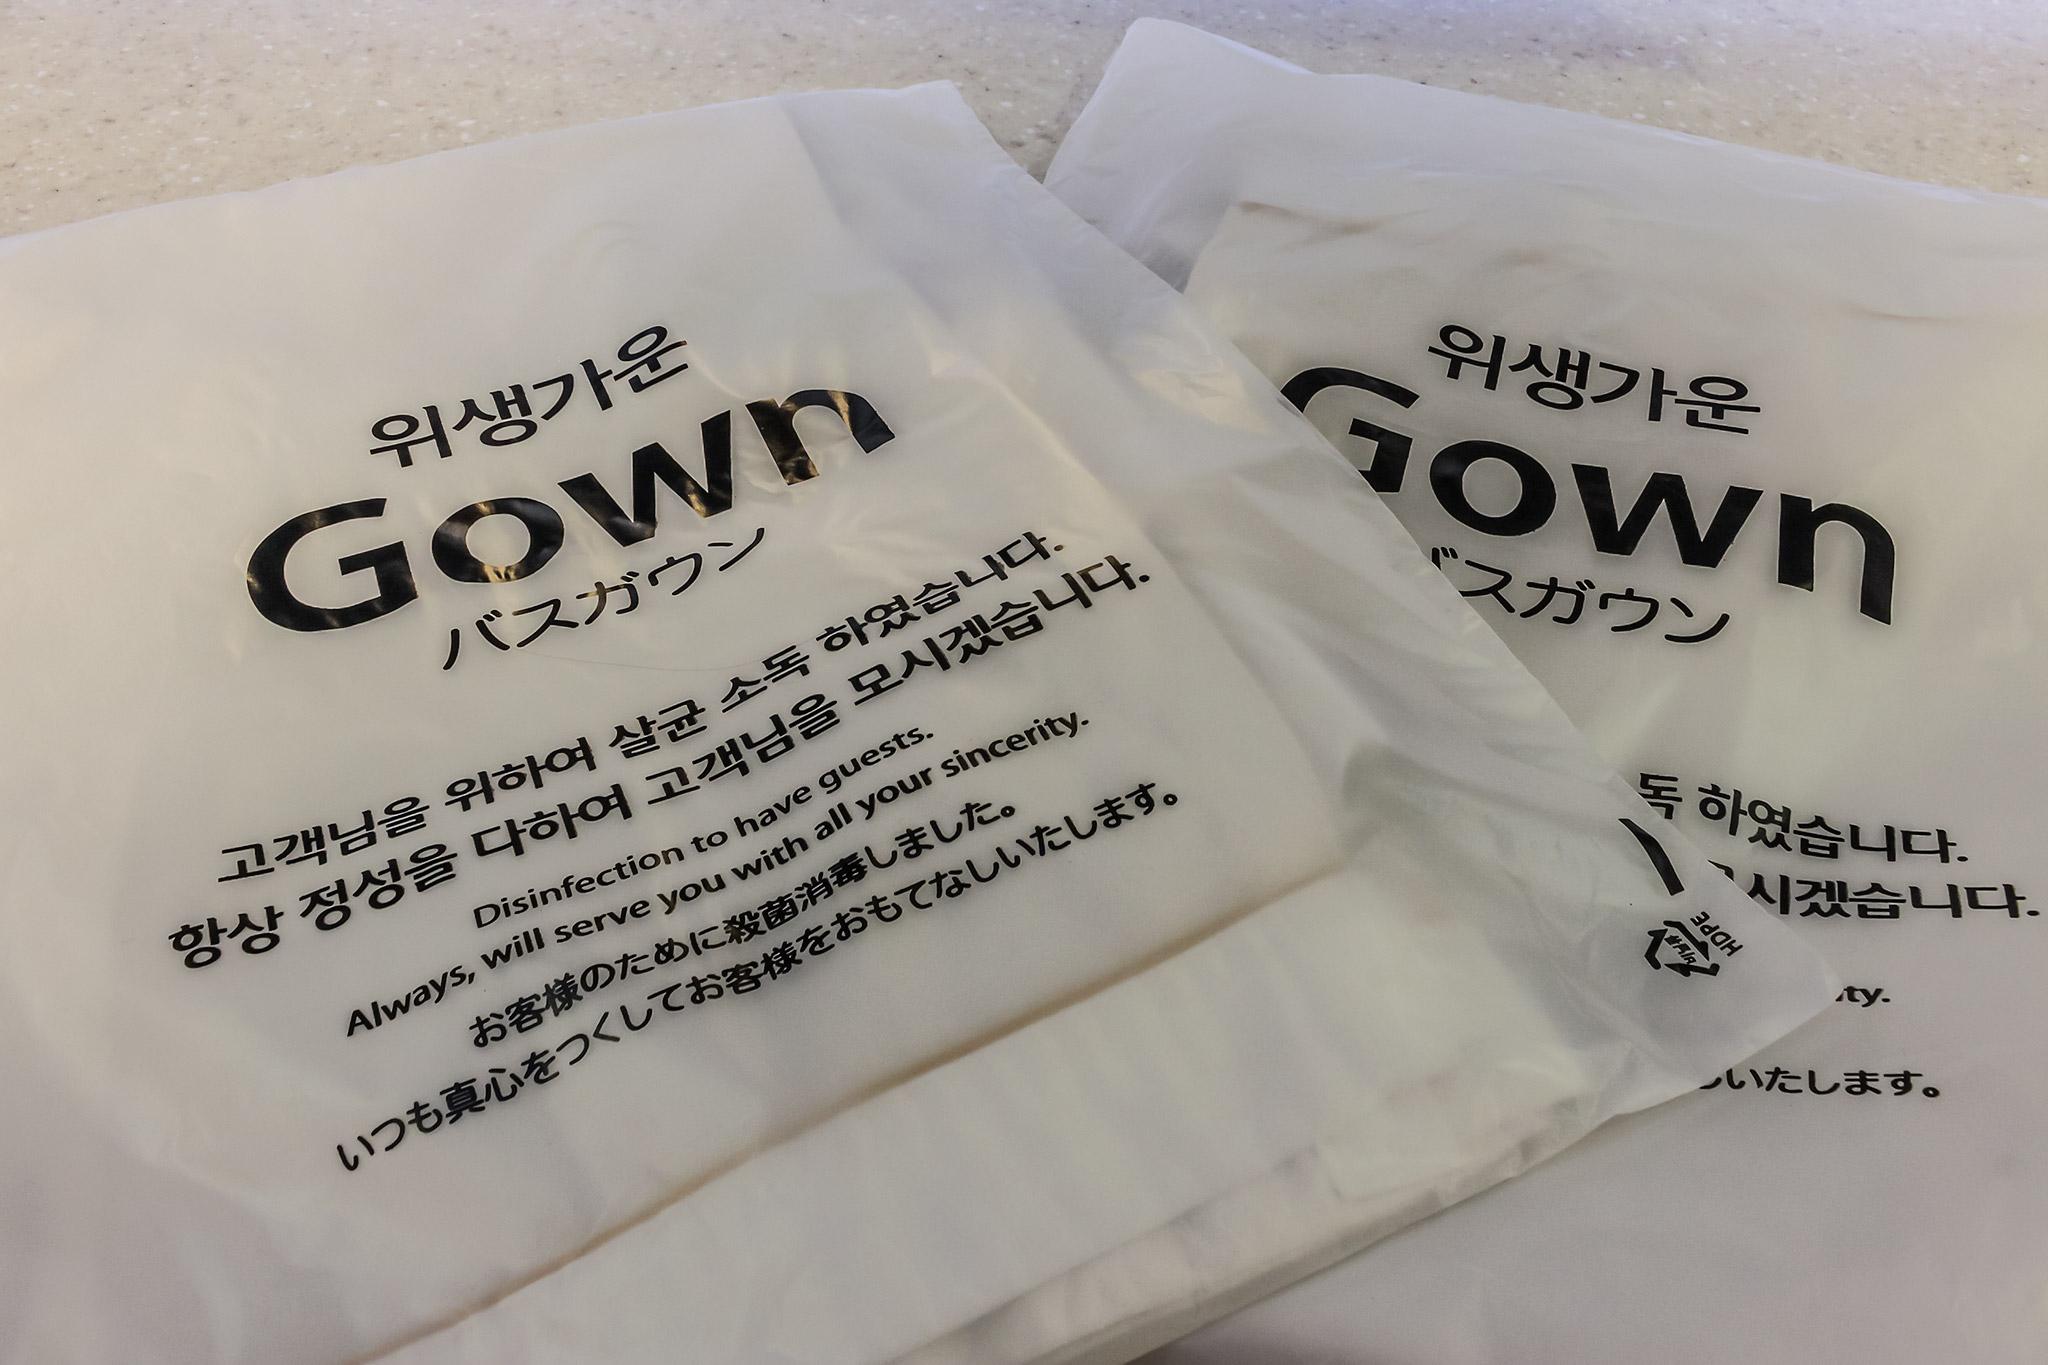 위생가운
Gown
バスガウン
고객님을 위하여 살균 소독 하였습니다.
항상 정성을 다하여 고객님을 모시겠습니다.
Disinfection to have guests.
Always, will serve you with all your sincerity.
お客様のために殺菌消毒しました。
いつも真心をつくしてお客様をおもてなしいたします。
HDPE
비닐류
위생가운
Gown
バスガウン
독 하였습니다.
모시겠습니다.
ity.
しいたします。